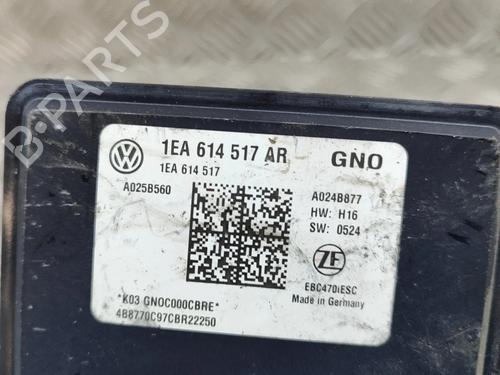 1EA 614 517 AR GNO
1EA 614 517
A025B560 A024B877
HW: H16
SW: 0524
ZF
EBC470iESC
Made in Germany
*K03 GNOC000CBRE*
4B8770C97CBR22250
B-PARTS